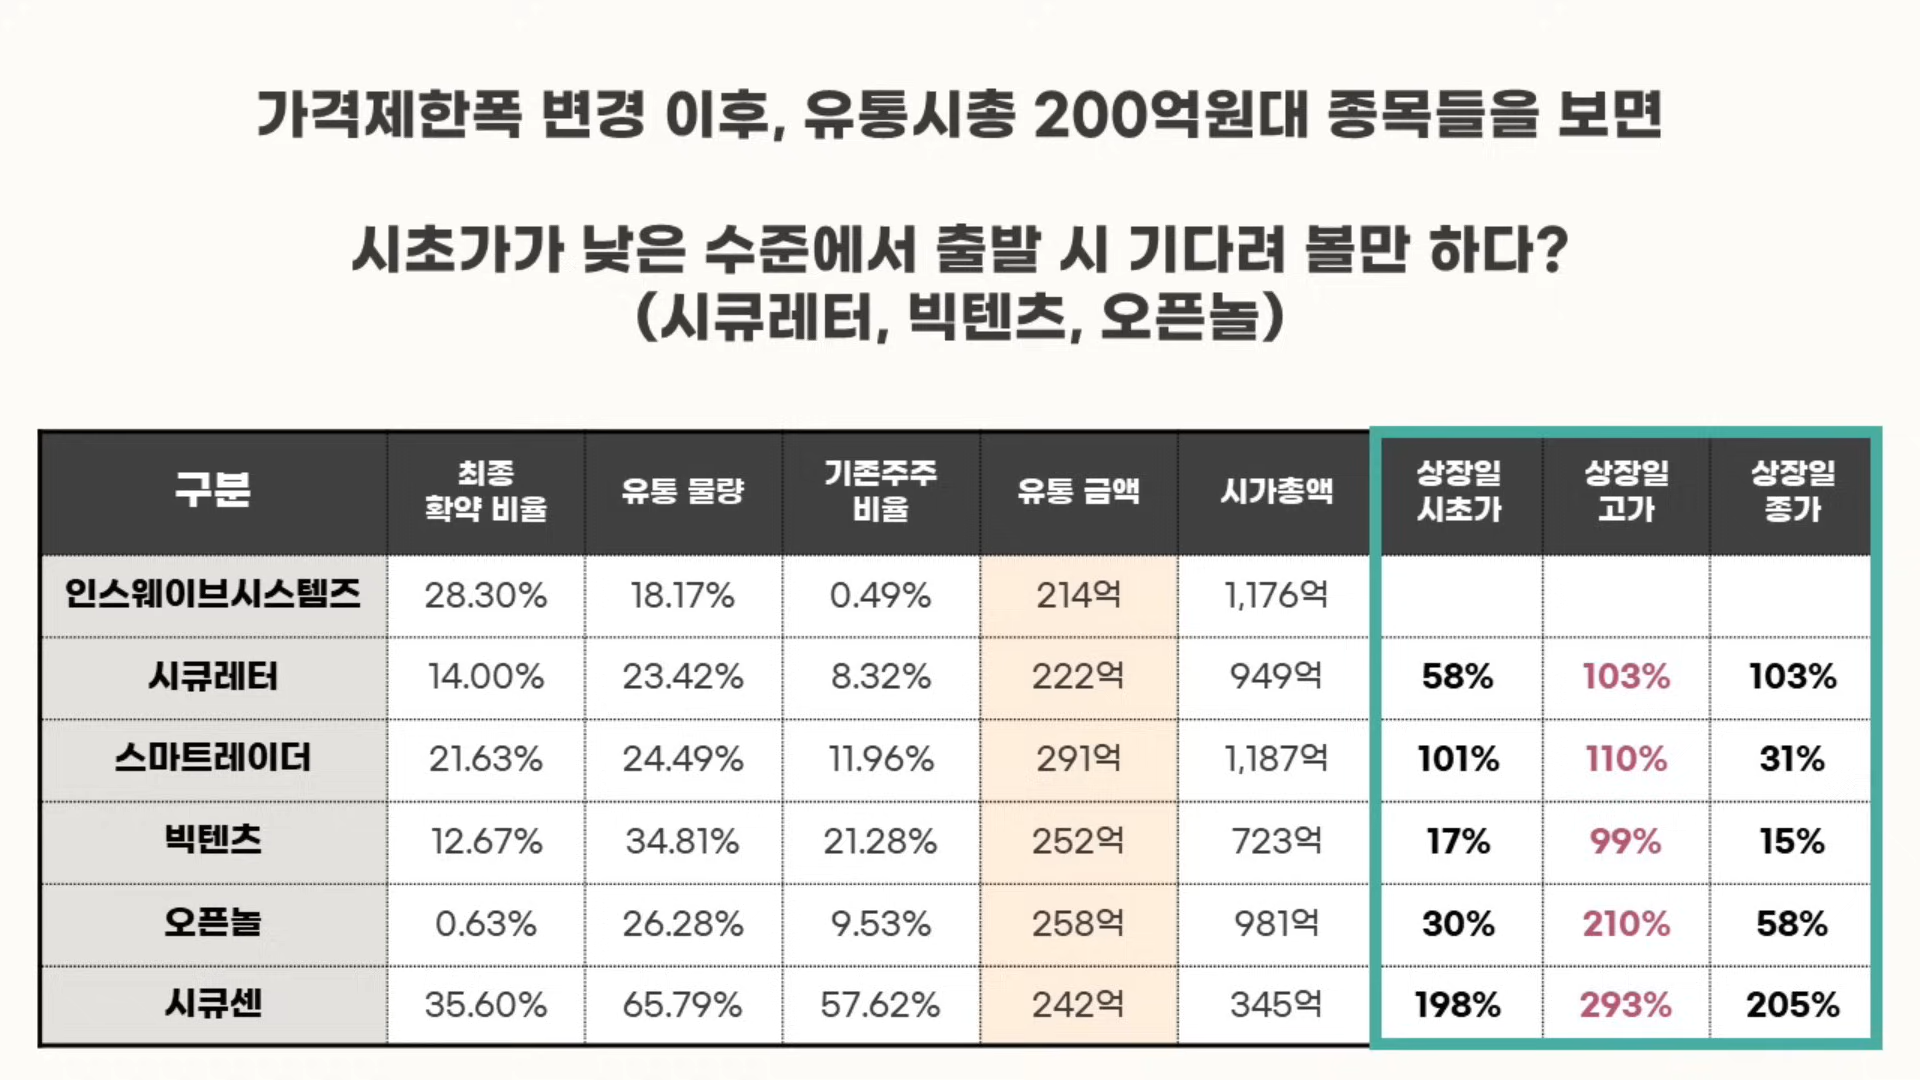 가격제한폭 변경 이후, 유통시총 200억원대 종목들을 보면
시초가가 낮은 수준에서 출발 시 기다려 볼만 하다?
(시큐레터, 빅텐츠, 오픈놀)
구분 최종 확약 비율 유통 물량 기존주주 비율 유통 금액 시가총액 상장일 시초가 상장일 고가 상장일 종가
인스웨이브시스템즈 28.30% 18.17% 0.49% 214억 1,176억
시큐레터 14.00% 23.42% 8.32% 222억 949억 58% 103% 103%
스마트레이더 21.63% 24.49% 11.96% 291억 1,187억 101% 110% 31%
빅텐츠 12.67% 34.81% 21.28% 252억 723억 17% 99% 15%
오픈놀 0.63% 26.28% 9.53% 258억 981억 30% 210% 58%
시큐센 35.60% 65.79% 57.62% 242억 345억 198% 293% 205%